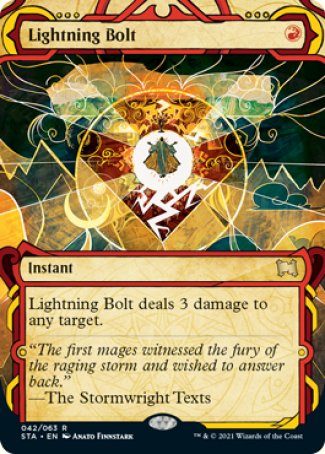 Lightning Bolt
Instant
Lightning Bolt deals 3 damage to
any target.
“The first mages witnessed the fury of
the raging storm and wished to answer
back.”
—The Stormwright Texts
042/063 R
STA • EN Anato Finnstark
™ & © 2021 Wizards of the Coast